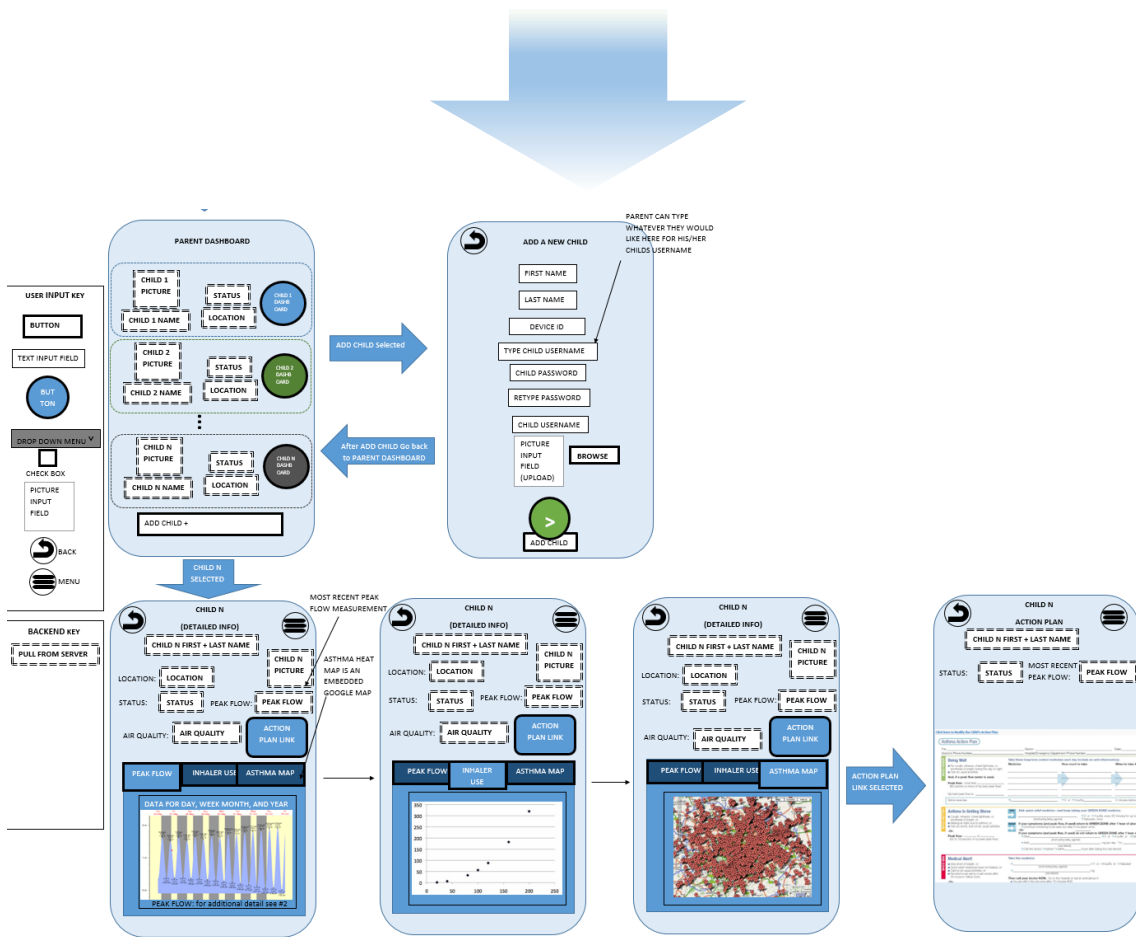 PARENT DASHBOARD
CHILD 1
PICTURE
CHILD 1 NAME
STATUS
LOCATION
CHILD 1
DASHB
OARD
CHILD 2
PICTURE
CHILD 2 NAME
STATUS
LOCATION
CHILD 2
DASHB
OARD
CHILD N
PICTURE
CHILD N NAME
STATUS
LOCATION
CHILD N
DASHB
OARD
ADD CHILD +
USER INPUT KEY
BUTTON
TEXT INPUT FIELD
BUT
TON
DROP DOWN MENU
CHECK BOX
PICTURE
INPUT
FIELD
BACK
MENU
BACKEND KEY
PULL FROM SERVER
ADD CHILD Selected
After ADD CHILD Go back
to PARENT DASHBOARD
ADD A NEW CHILD
FIRST NAME
LAST NAME
DEVICE ID
TYPE CHILD USERNAME
CHILD PASSWORD
RETYPE PASSWORD
CHILD USERNAME
PICTURE
INPUT
FIELD
(UPLOAD)
BROWSE
>
ADD CHILD
PARENT CAN TYPE
WHATEVER THEY WOULD
LIKE HERE FOR HIS/HER
CHILDS USERNAME
CHILD N
SELECTED
CHILD N
(DETAILED INFO)
CHILD N FIRST + LAST NAME
CHILD N
PICTURE
LOCATION: LOCATION
STATUS: STATUS PEAK FLOW: PEAK FLOW
AIR QUALITY: AIR QUALITY
ACTION
PLAN LINK
PEAK FLOW INHALER USE ASTHMA MAP
DATA FOR DAY, WEEK MONTH, AND YEAR
PEAK FLOW: for additional detail see #2
MOST RECENT PEAK
FLOW MEASUREMENT
ASTHMA HEAT
MAP IS AN
EMBEDDED
GOOGLE MAP
CHILD N
(DETAILED INFO)
CHILD N FIRST + LAST NAME
CHILD N
PICTURE
LOCATION: LOCATION
STATUS: STATUS PEAK FLOW: PEAK FLOW
AIR QUALITY: AIR QUALITY
ACTION
PLAN LINK
PEAK FLOW INHALER USE ASTHMA MAP
350
300
250
200
150
100
50
0
0 50 100 150 200 250
CHILD N
(DETAILED INFO)
CHILD N FIRST + LAST NAME
CHILD N
PICTURE
LOCATION: LOCATION
STATUS: STATUS PEAK FLOW: PEAK FLOW
AIR QUALITY: AIR QUALITY
ACTION
PLAN LINK
PEAK FLOW INHALER USE ASTHMA MAP
ACTION PLAN
LINK SELECTED
CHILD N
ACTION PLAN
CHILD N FIRST + LAST NAME
STATUS: STATUS
MOST RECENT
PEAK FLOW: PEAK FLOW
Asthma Action Plan
Doing Well
Asthma Is Getting Worse
Medical Alert